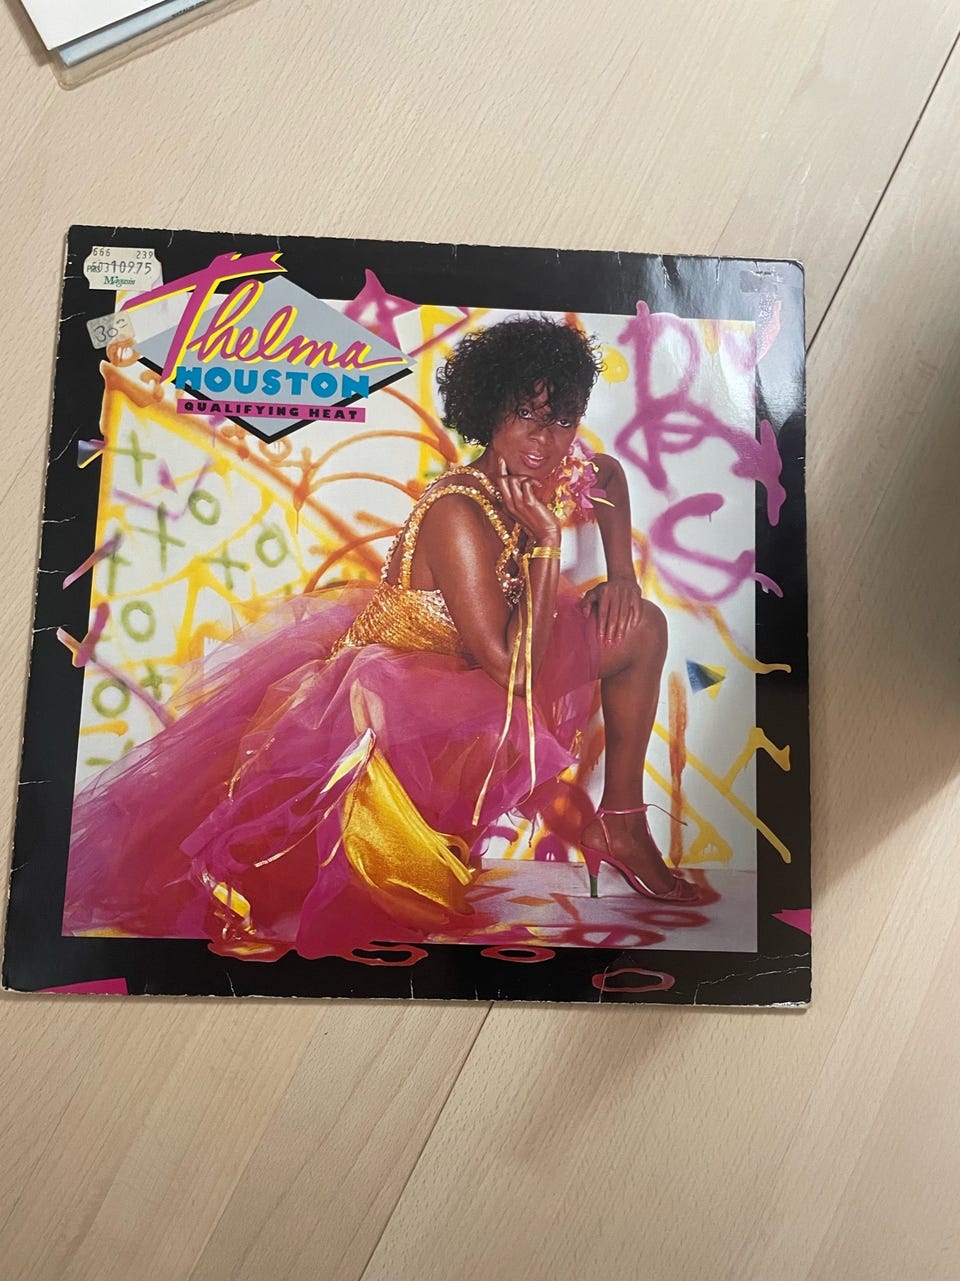 666 239
10975
Magasin
30
Thelma
HOUSTON
QUALIFYING HEAT